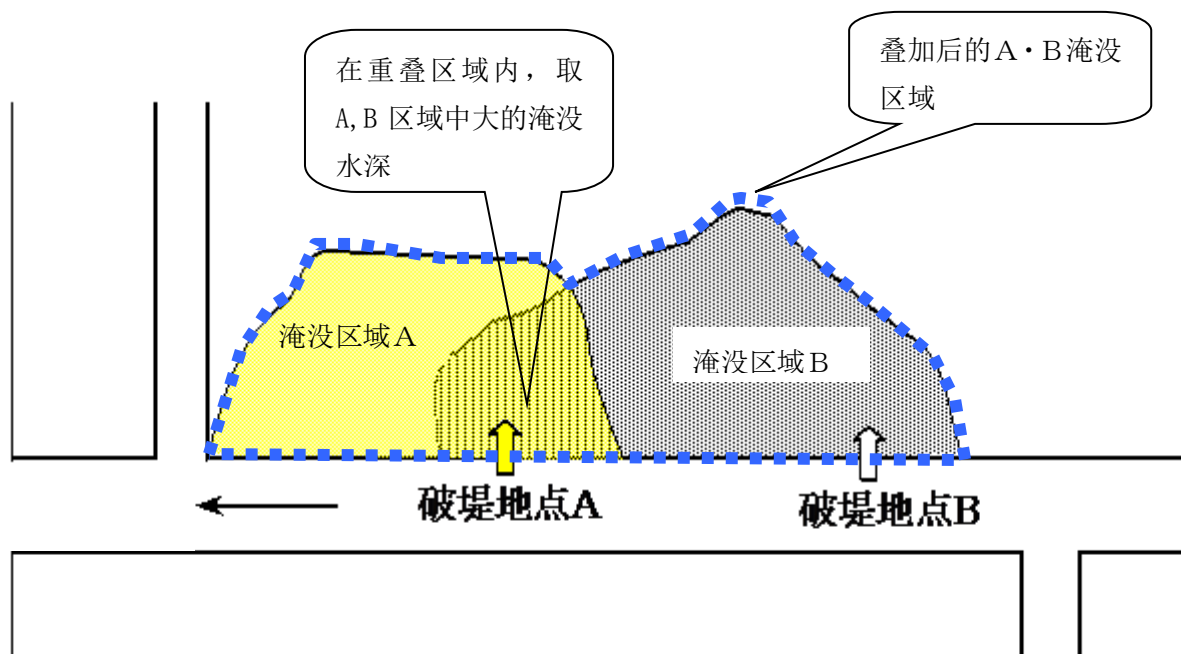 在重叠区域内，取
A,B 区域中大的淹没
水深
叠加后的Ａ・Ｂ淹没
区域
淹没区域Ａ
淹没区域Ｂ
破堤地点A
破堤地点B